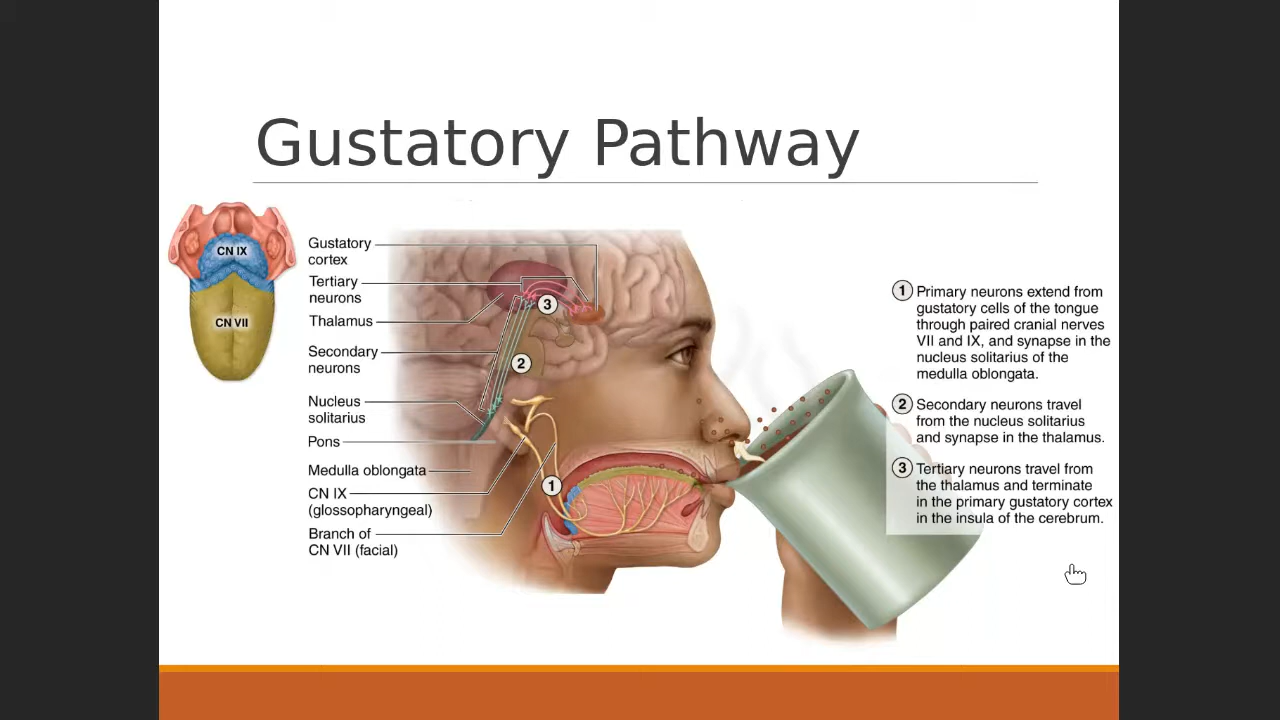 Gustatory Pathway
CN IX
CN VII
Gustatory
cortex
Tertiary
neurons
Thalamus
Secondary
neurons
Nucleus
solitarius
Pons
Medulla oblongata
CN IX
(glossopharyngeal)
Branch of
CN VII (facial)
3
2
1
1 Primary neurons extend from
gustatory cells of the tongue
through paired cranial nerves
VII and IX, and synapse in the
nucleus solitarius of the
medulla oblongata.
2 Secondary neurons travel
from the nucleus solitarius
and synapse in the thalamus.
3 Tertiary neurons travel from
the thalamus and terminate
in the primary gustatory cortex
in the insula of the cerebrum.